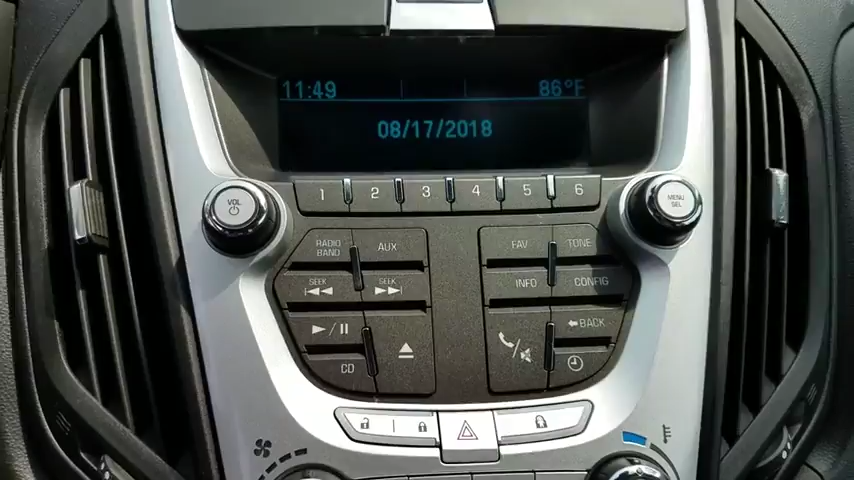 11:49 86°F
08/17/2018
1 2 3 4 5 6
VOL
MENU
SEL
RADIO
BAND
AUX
FAV
TONE
SEEK
SEEK
INFO
CONFIG
BACK
CD